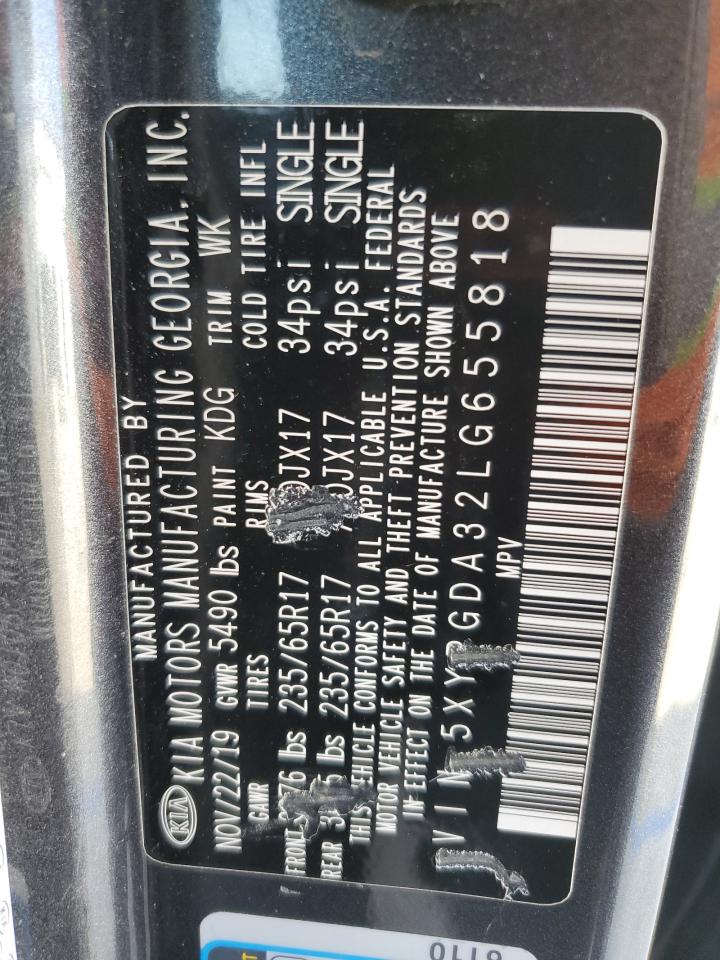 MANUFACTURED BY
KIA KIA MOTORS MANUFACTURING GEORGIA, INC.
NOV/22/19 GVWR 5490 lbs PAINT KDG TRIM WK
GAWR TIRES RIMS COLD TIRE INFL
FRONT lbs 235/65R17 JX17 34psi SINGLE
REAR lbs 235/65R17 JX17 34psi SINGLE
THIS VEHICLE CONFORMS TO ALL APPLICABLE U.S.A. FEDERAL
MOTOR VEHICLE SAFETY AND THEFT PREVENTION STANDARDS
IN EFFECT ON THE DATE OF MANUFACTURE SHOWN ABOVE
VIN 5XY GDA32LG655818
MPV